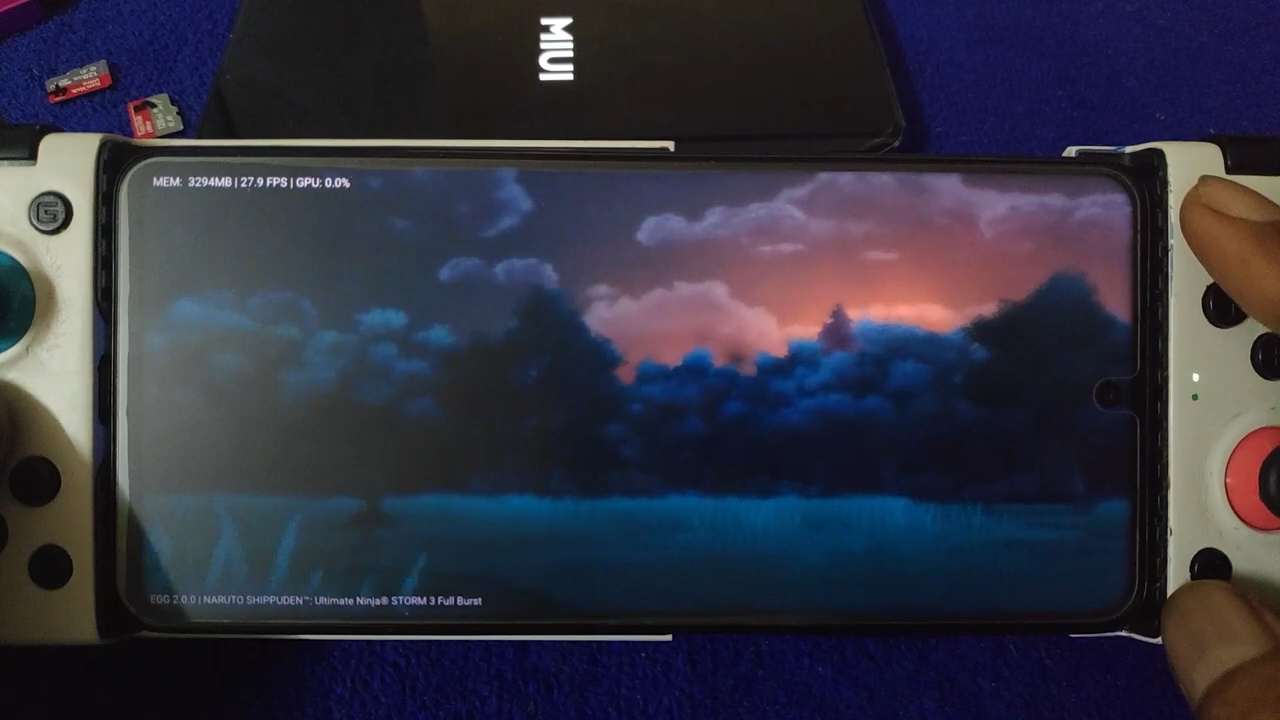 MIUI
MEM: 3294MB | 27.9 FPS | GPU: 0.0%
G
EGG 2.0.0 | NARUTO SHIPPUDEN™: Ultimate Ninja® STORM 3 Full Burst